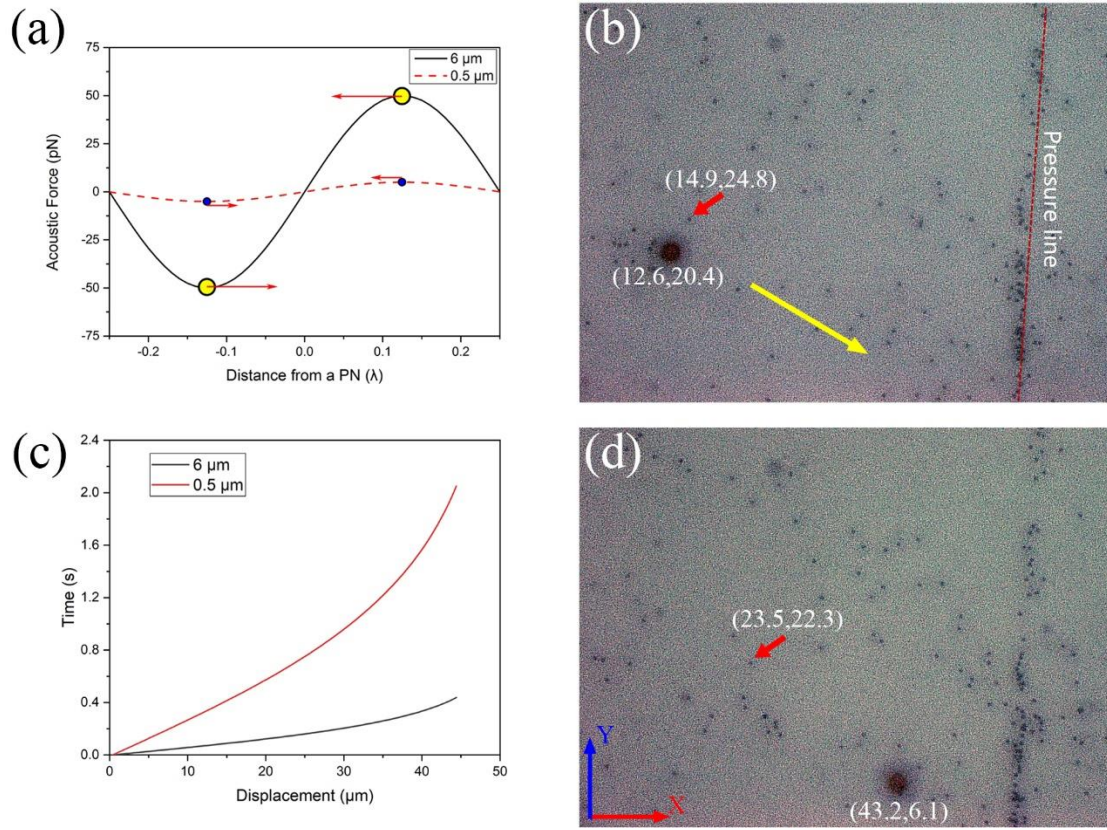 (a)
75
50
25
0
-25
-50
-75
Acoustic Force (pN)
6 µm
0.5 µm
-0.2
-0.1
0.0
0.1
0.2
Distance from a PN (λ)
(b)
(14.9,24.8)
(12.6,20.4)
Pressure line
(c)
2.4
2.0
1.6
1.2
0.8
0.4
0.0
Time (s)
6 µm
0.5 µm
0
10
20
30
40
50
Displacement (µm)
(d)
(23.5,22.3)
Y
X
(43.2,6.1)